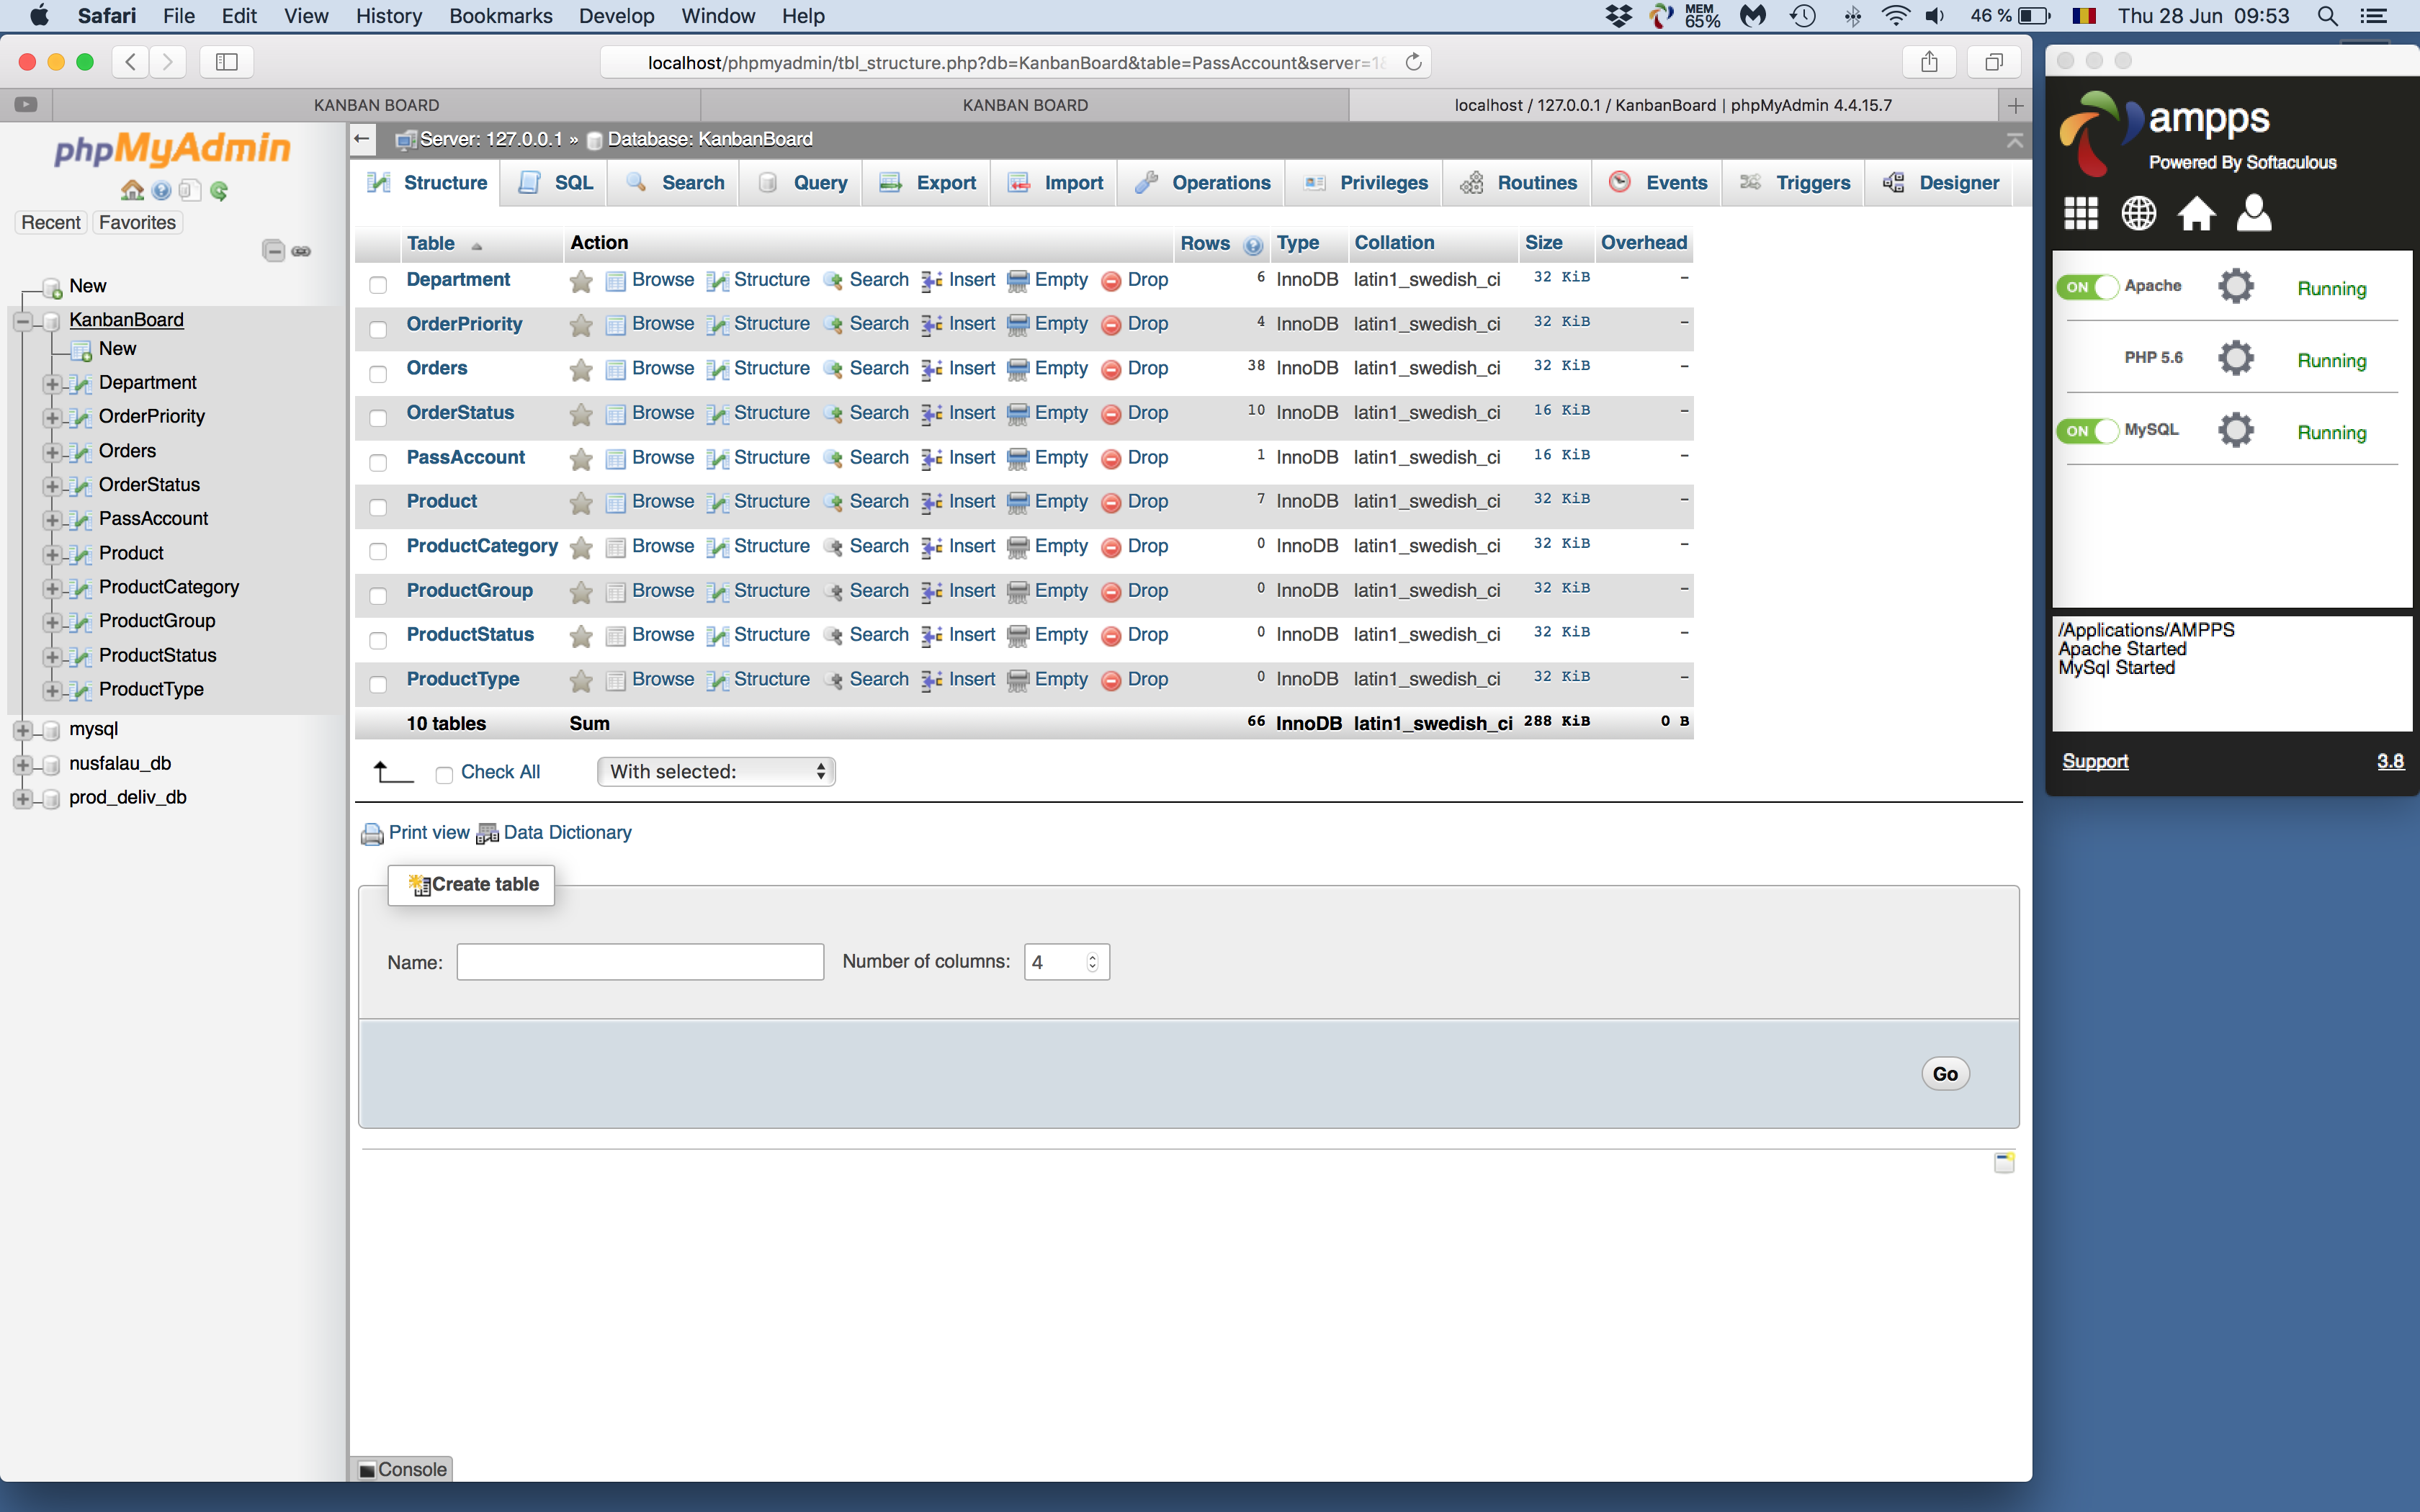 Safari File Edit View History Bookmarks Develop Window Help MEM 65% 46 % Thu 28 Jun 09:53
localhost/phpmyadmin/tbl_structure.php?db=KanbanBoard&table=PassAccount&server=1
KANBAN BOARD KANBAN BOARD localhost / 127.0.0.1 / KanbanBoard | phpMyAdmin 4.4.15.7
phpMyAdmin
Recent Favorites
New
KanbanBoard
New
Department
OrderPriority
Orders
OrderStatus
PassAccount
Product
ProductCategory
ProductGroup
ProductStatus
ProductType
mysql
nusfalau_db
prod_deliv_db
Server: 127.0.0.1 » Database: KanbanBoard
Structure SQL Search Query Export Import Operations Privileges Routines Events Triggers Designer
Table Action Rows Type Collation Size Overhead
Department Browse Structure Search Insert Empty Drop 6 InnoDB latin1_swedish_ci 32 KiB –
OrderPriority Browse Structure Search Insert Empty Drop 4 InnoDB latin1_swedish_ci 32 KiB –
Orders Browse Structure Search Insert Empty Drop 38 InnoDB latin1_swedish_ci 32 KiB –
OrderStatus Browse Structure Search Insert Empty Drop 10 InnoDB latin1_swedish_ci 16 KiB –
PassAccount Browse Structure Search Insert Empty Drop 1 InnoDB latin1_swedish_ci 16 KiB –
Product Browse Structure Search Insert Empty Drop 7 InnoDB latin1_swedish_ci 32 KiB –
ProductCategory Browse Structure Search Insert Empty Drop 0 InnoDB latin1_swedish_ci 32 KiB –
ProductGroup Browse Structure Search Insert Empty Drop 0 InnoDB latin1_swedish_ci 32 KiB –
ProductStatus Browse Structure Search Insert Empty Drop 0 InnoDB latin1_swedish_ci 32 KiB –
ProductType Browse Structure Search Insert Empty Drop 0 InnoDB latin1_swedish_ci 32 KiB –
10 tables Sum 66 InnoDB latin1_swedish_ci 288 KiB 0 B
Check All With selected:
Print view Data Dictionary
Create table
Name: Number of columns: 4
Go
Console
ampps
Powered By Softaculous
ON Apache Running
PHP 5.6 Running
ON MySQL Running
/Applications/AMPPS
Apache Started
MySql Started
Support 3.8